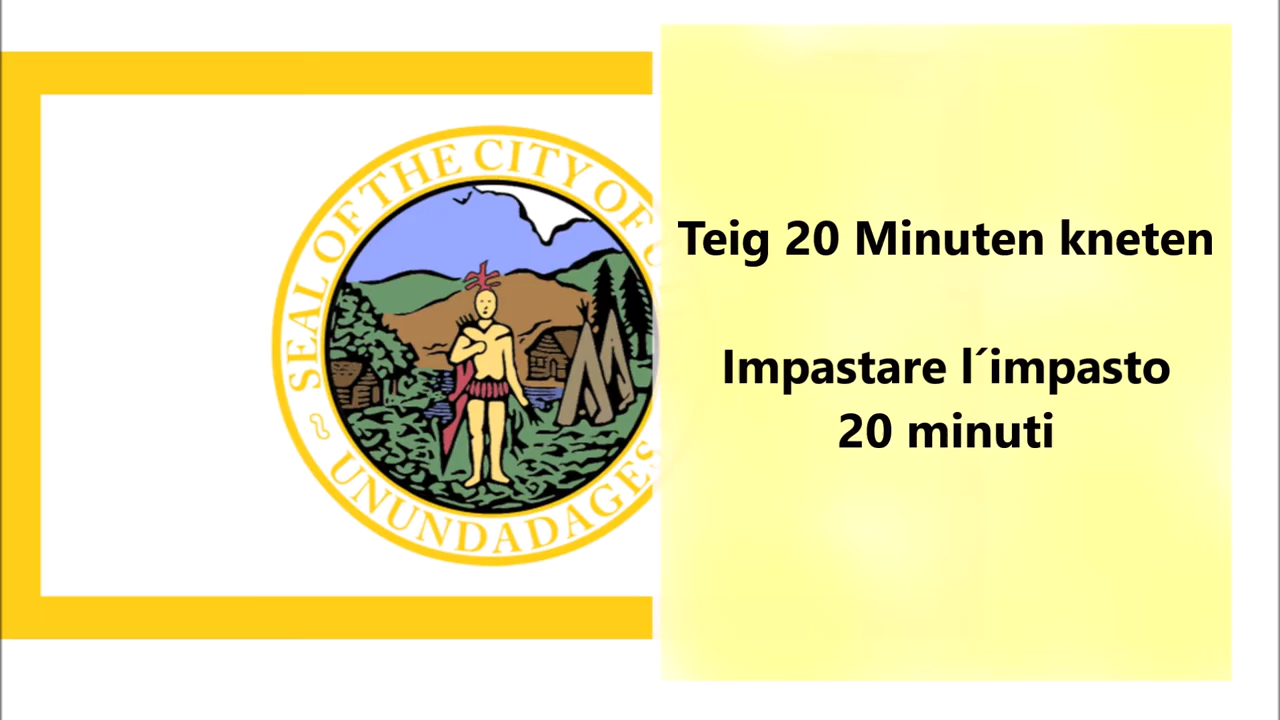 SEAL OF THE CITY OF
UNUNDADAGES
Teig 20 Minuten kneten
Impastare l´impasto
20 minuti